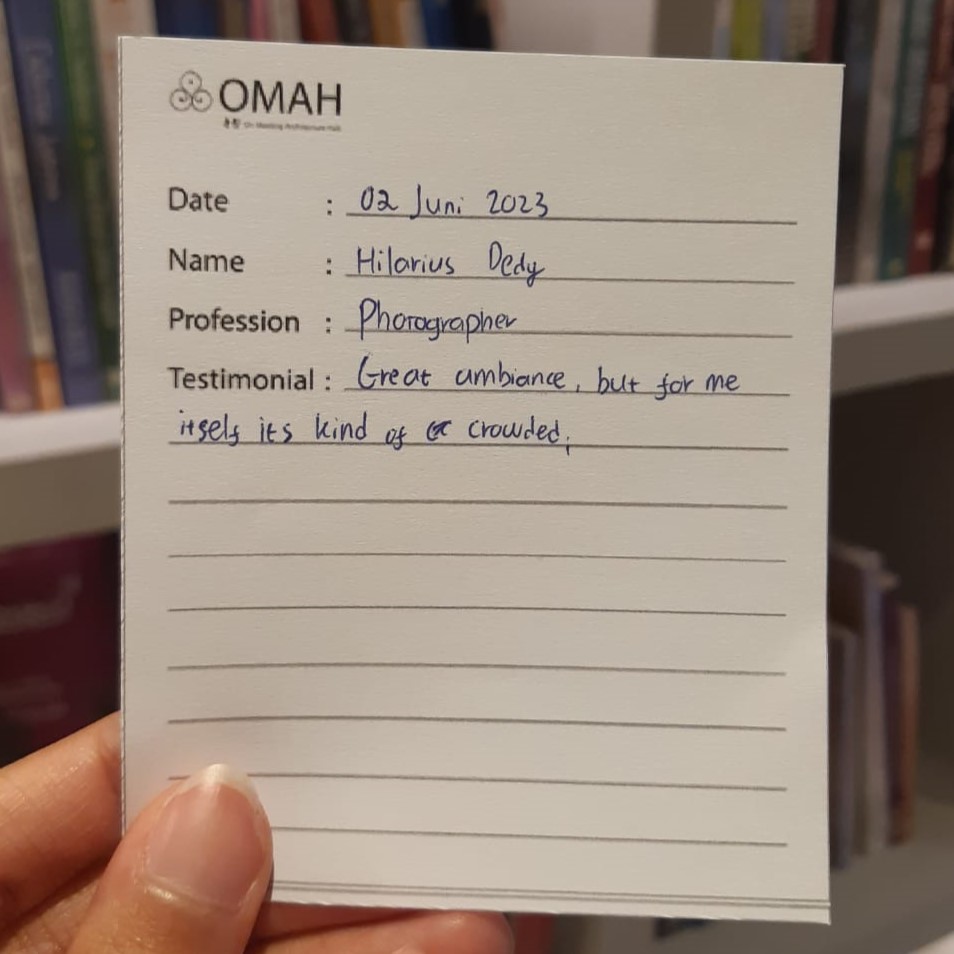 OMAH
Date : 02 Juni 2023
Name : Hilarius Dedy
Profession : Photographer
Testimonial : Great ambiance, but for me
itself its kind of crowded,